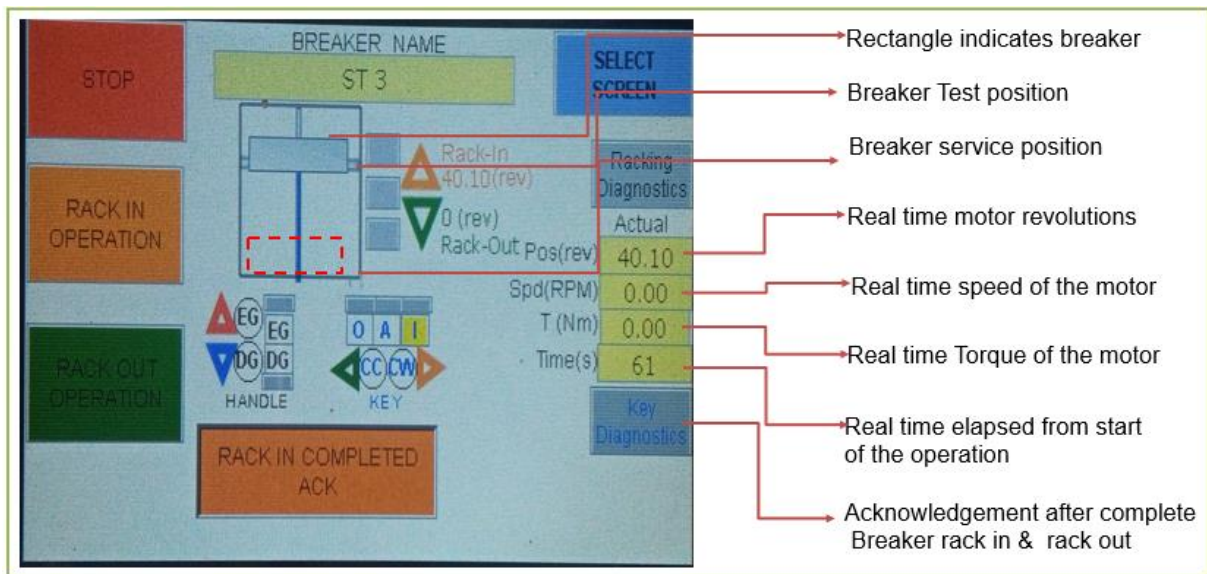 STOP
BREAKER NAME
ST 3
SELECT
SCREEN
RACK IN
OPERATION
Rack-In
40.10(rev)
0 (rev)
Rack-Out
Racking
Diagnostics
Actual
Pos(rev)
40.10
Spd(RPM)
0.00
T (Nm)
0.00
Time(s)
61
RACK OUT
OPERATION
EG
EG
DG
DG
HANDLE
O A I
CC CW
KEY
Key
Diagnostics
RACK IN COMPLETED
ACK
Rectangle indicates breaker
Breaker Test position
Breaker service position
Real time motor revolutions
Real time speed of the motor
Real time Torque of the motor
Real time elapsed from start
of the operation
Acknowledgement after complete
Breaker rack in & rack out